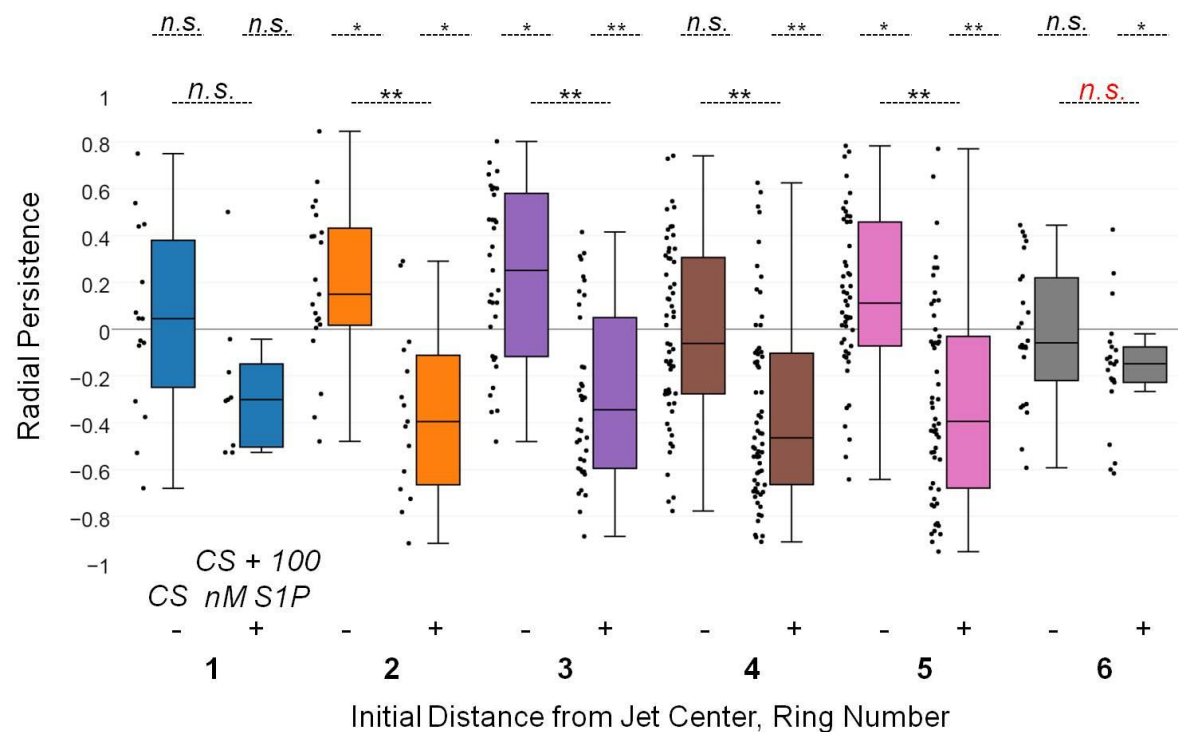 n.s. n.s. * * * ** n.s. ** * ** n.s. *
n.s. ** ** ** ** n.s.
1
0.8
0.6
0.4
0.2
0
−0.2
−0.4
−0.6
−0.8
−1
Radial Persistence
CS + 100
CS nM S1P
- + - + - + - + - + - +
1 2 3 4 5 6
Initial Distance from Jet Center, Ring Number